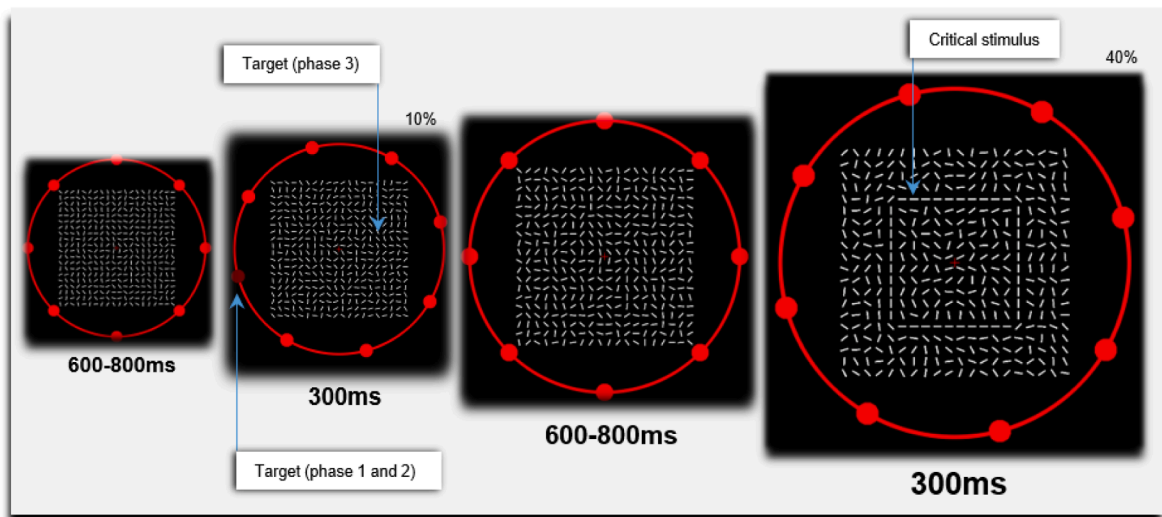 Target (phase 3)
10%
Critical stimulus
40%
600-800ms
300ms
600-800ms
300ms
Target (phase 1 and 2)